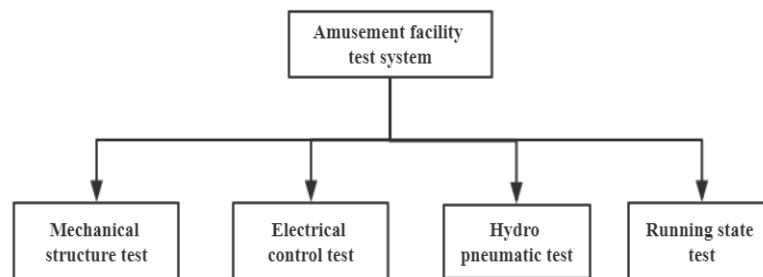 Amusement facility
test system
Mechanical
structure test
Electrical
control test
Hydro
pneumatic test
Running state
test